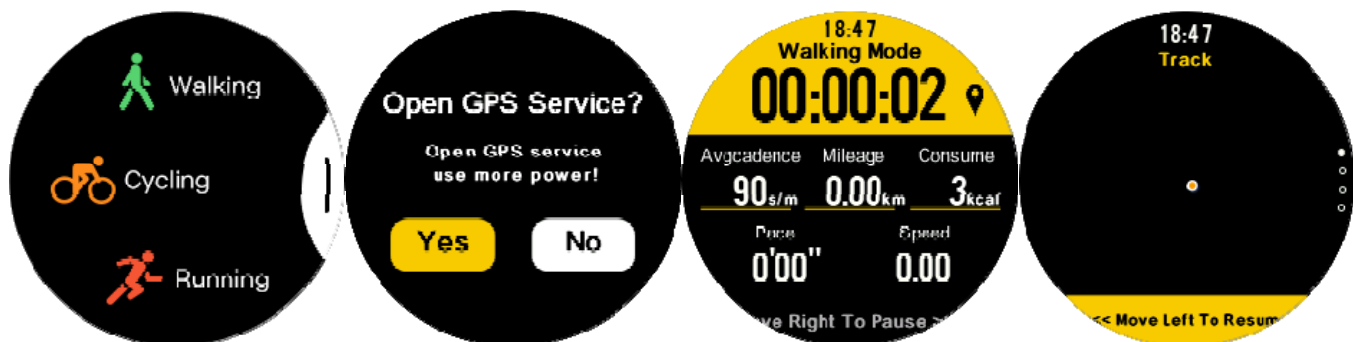 Walking
Cycling
Running
Open GPS Service?
Open GPS service
use more power!
Yes
No
18:47
Walking Mode
00:00:02
Avgcadence Mileage Consume
90s/m 0.00km 3kcal
Pace Speed
0'00" 0.00
Right To Pause >
18:47
Track
<< Move Left To